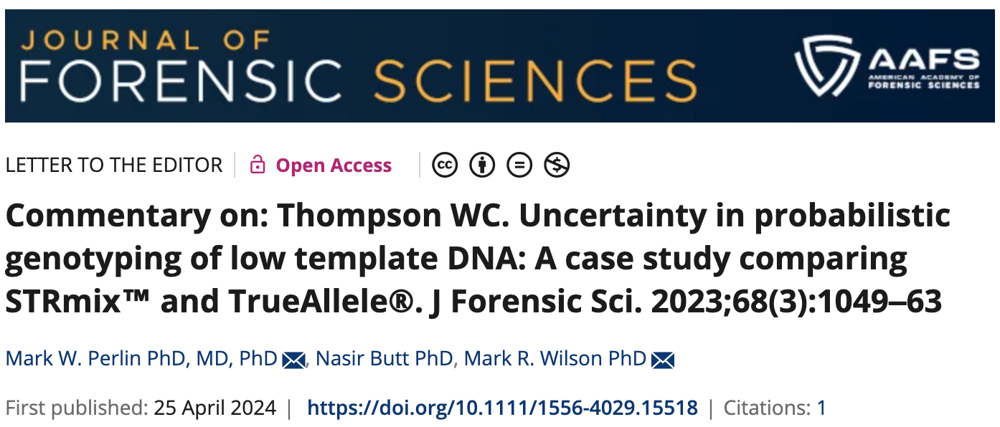 JOURNAL OF
FORENSIC SCIENCES
AAFS
AMERICAN ACADEMY OF
FORENSIC SCIENCES
LETTER TO THE EDITOR | Open Access | cc
Commentary on: Thompson WC. Uncertainty in probabilistic
genotyping of low template DNA: A case study comparing
STRmix™ and TrueAllele®. J Forensic Sci. 2023;68(3):1049–63
Mark W. Perlin PhD, MD, PhD, Nasir Butt PhD, Mark R. Wilson PhD
First published: 25 April 2024 | https://doi.org/10.1111/1556-4029.15518 | Citations: 1